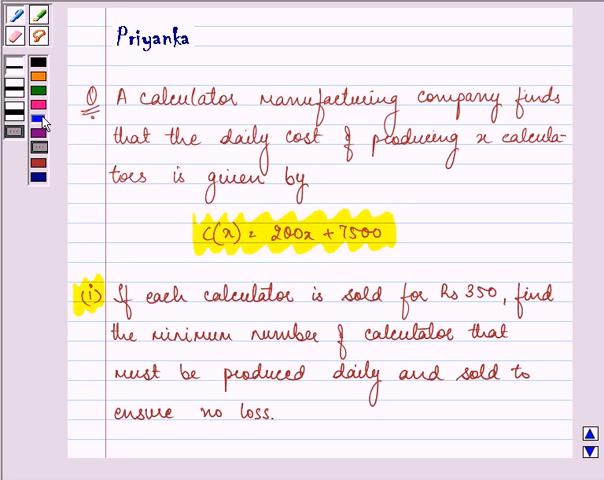 Priyanka
Q A calculator manufacturing company finds
that the daily cost of producing x calcula-
tors is given by
C(x) = 200x + 7500
(i) If each calculator is sold for Rs 350, find
the minimum number of calculator that
must be produced daily and sold to
ensure no loss.